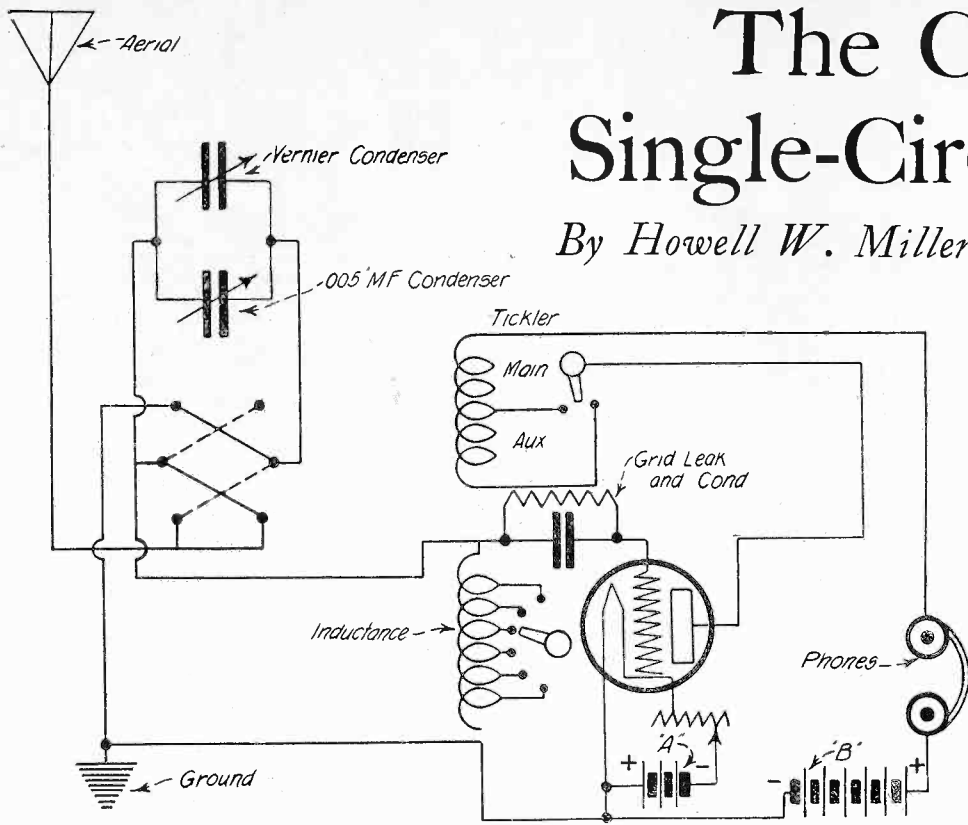 The C
Single-Cir
By Howell W. Miller
Aerial
Vernier Condenser
.005 MF Condenser
Tickler
Main
Aux
Grid Leak
and Cond
Inductance
Phones
"A"
+ -
"B"
- +
Ground